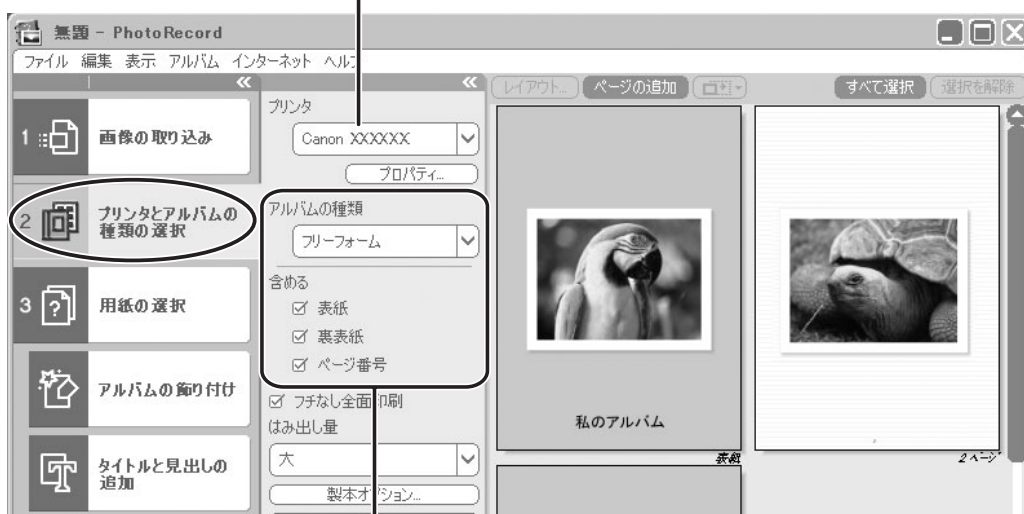 無題 - PhotoRecord
ファイル 編集 表示 アルバム インターネット ヘルプ
レイアウト... ページの追加 すべて選択 選択を解除
プリンタ
Canon XXXXXX
プロパティ...
1 画像の取り込み
2 プリンタとアルバムの
種類の選択
3 用紙の選択
アルバムの飾り付け
タイトルと見出しの
追加
アルバムの種類
フリーフォーム
含める
表紙
裏表紙
ページ番号
フチなし全面印刷
はみ出し量
大
製本オプション...
私のアルバム
表紙
2 ページ